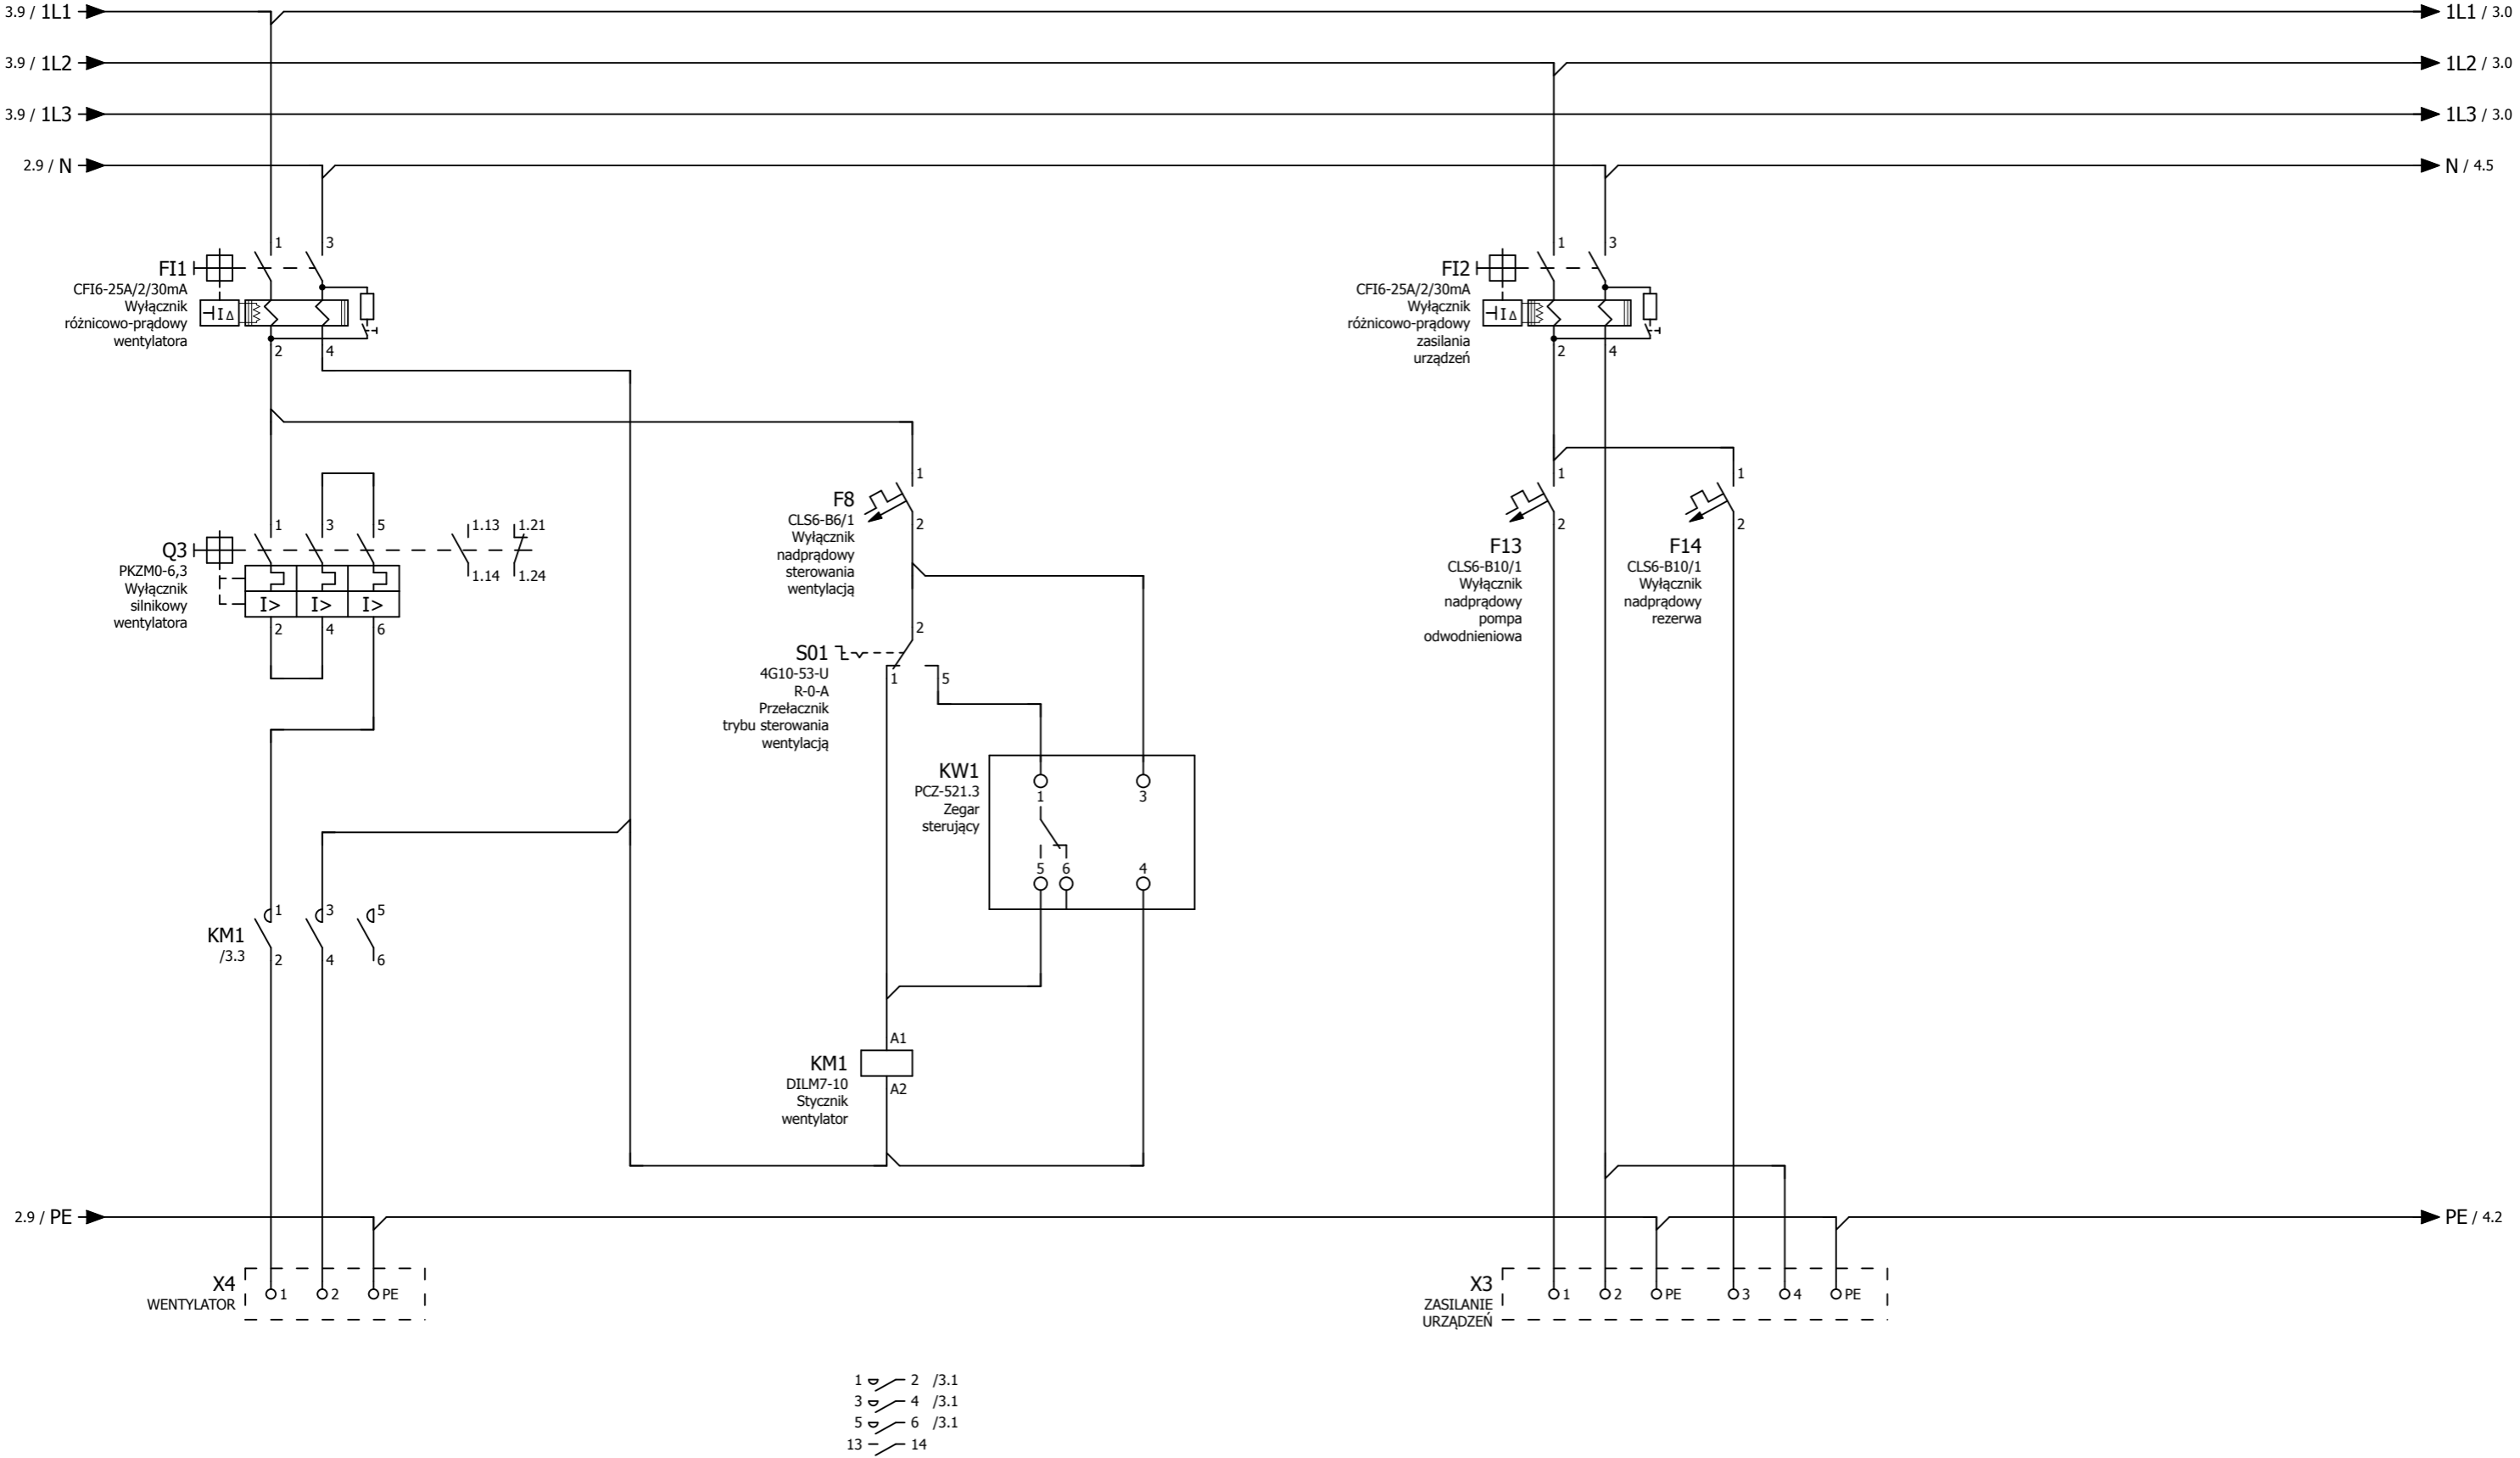 3.9 / 1L1
1L1 / 3.0
3.9 / 1L2
1L2 / 3.0
3.9 / 1L3
1L3 / 3.0
2.9 / N
N / 4.5
1 3
FI1
CFI6-25A/2/30mA
Wyłącznik
różnicowo-prądowy
wentylatora
I Δ
2 4
1 3
FI2
CFI6-25A/2/30mA
Wyłącznik
różnicowo-prądowy
zasilania
urządzeń
I Δ
2 4
1 3 5 1.13 1.21
Q3
PKZM0-6,3
Wyłącznik
silnikowy
wentylatora
1.14 1.24
I> I> I>
2 4 6
1
F8
CLS6-B6/1
Wyłącznik
nadprądowy
sterowania
wentylacją
2
1
F13
CLS6-B10/1
Wyłącznik
nadprądowy
pompa
odwodnieniowa
2
1
F14
CLS6-B10/1
Wyłącznik
nadprądowy
rezerwa
2
2
S01
4G10-53-U
R-0-A
Przełacznik
trybu sterowania
wentylacją
1 5
KW1
PCZ-521.3
Zegar
sterujący
1 3
5 6 4
1 3 5
KM1
/3.3
2 4 6
A1
KM1
DILM7-10
Stycznik
wentylator
A2
2.9 / PE
PE / 4.2
X4
WENTYLATOR
1 2 PE
X3
ZASILANIE
URZĄDZEŃ
1 2 PE 3 4 PE
1 2 /3.1
3 4 /3.1
5 6 /3.1
13 14